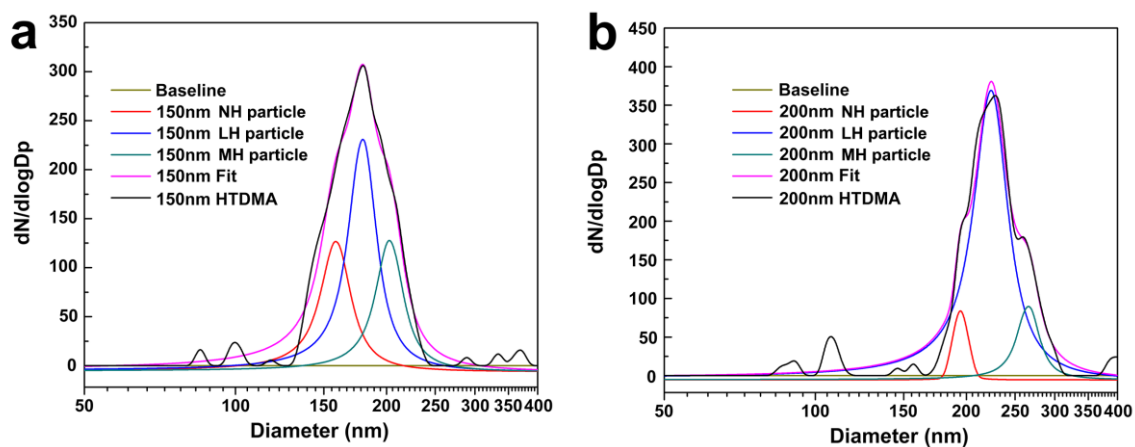 a
350
300
250
200
150
100
50
0
dN/dlogDp
Baseline
150nm NH particle
150nm LH particle
150nm MH particle
150nm Fit
150nm HTDMA
50 100 150 200 250 300 350 400
Diameter (nm)
b
450
400
350
300
250
200
150
100
50
0
dN/dlogDp
Baseline
200nm NH particle
200nm LH particle
200nm MH particle
200nm Fit
200nm HTDMA
50 100 150 200 250 300 350 400
Diameter (nm)